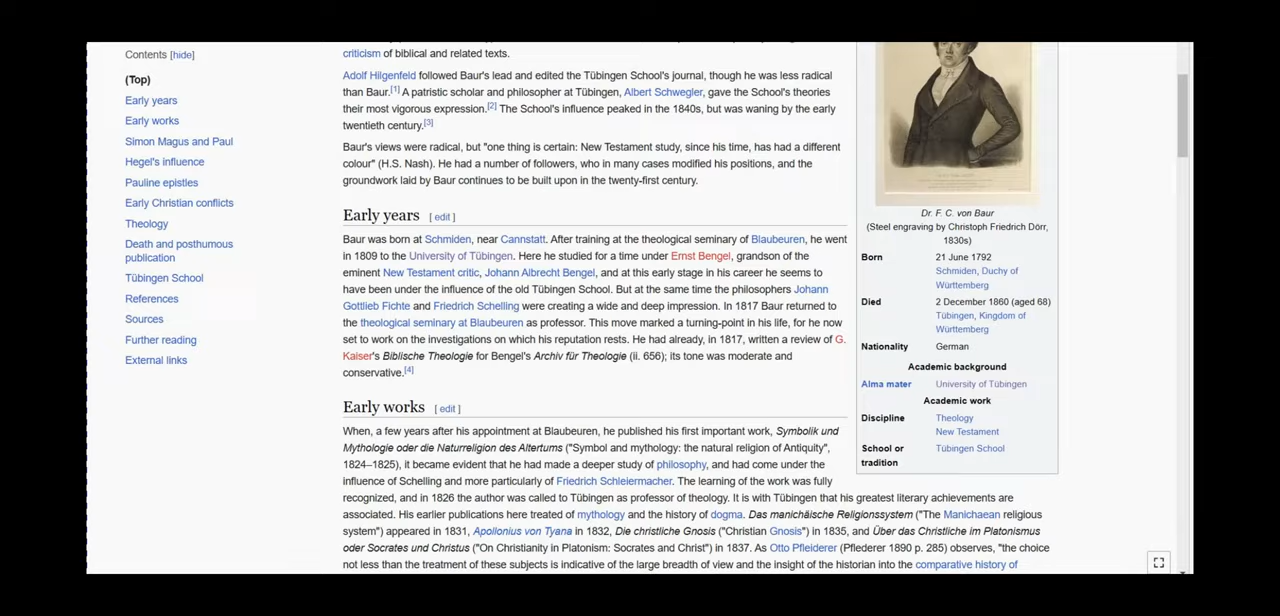 Contents [hide]
(Top)
Early years
Early works
Simon Magus and Paul
Hegel's influence
Pauline epistles
Early Christian conflicts
Theology
Death and posthumous
publication
Tübingen School
References
Sources
Further reading
External links
criticism of biblical and related texts.
Adolf Hilgenfeld followed Baur's lead and edited the Tübingen School's journal, though he was less radical
than Baur.[1] A patristic scholar and philosopher at Tübingen, Albert Schwegler, gave the School's theories
their most vigorous expression.[2] The School's influence peaked in the 1840s, but was waning by the early
twentieth century.[3]
Baur's views were radical, but "one thing is certain: New Testament study, since his time, has had a different
colour" (H.S. Nash). He had a number of followers, who in many cases modified his positions, and the
groundwork laid by Baur continues to be built upon in the twenty-first century.
Early years [ edit ]
Baur was born at Schmiden, near Cannstatt. After training at the theological seminary of Blaubeuren, he went
in 1809 to the University of Tübingen. Here he studied for a time under Ernst Bengel, grandson of the
eminent New Testament critic, Johann Albrecht Bengel, and at this early stage in his career he seems to
have been under the influence of the old Tübingen School. But at the same time the philosophers Johann
Gottlieb Fichte and Friedrich Schelling were creating a wide and deep impression. In 1817 Baur returned to
the theological seminary at Blaubeuren as professor. This move marked a turning-point in his life, for he now
set to work on the investigations on which his reputation rests. He had already, in 1817, written a review of G.
Kaiser's Biblische Theologie for Bengel's Archiv für Theologie (ii. 656); its tone was moderate and
conservative.[4]
Early works [ edit ]
When, a few years after his appointment at Blaubeuren, he published his first important work, Symbolik und
Mythologie oder die Naturreligion des Altertums ("Symbol and mythology: the natural religion of Antiquity",
1824–1825), it became evident that he had made a deeper study of philosophy, and had come under the
influence of Schelling and more particularly of Friedrich Schleiermacher. The learning of the work was fully
recognized, and in 1826 the author was called to Tübingen as professor of theology. It is with Tübingen that his greatest literary achievements are
associated. His earlier publications here treated of mythology and the history of dogma. Das manichäische Religionssystem ("The Manichaean religious
system") appeared in 1831, Apollonius von Tyana in 1832, Die christliche Gnosis ("Christian Gnosis") in 1835, and Über das Christliche im Platonismus
oder Socrates und Christus ("On Christianity in Platonism: Socrates and Christ") in 1837. As Otto Pfleiderer (Pflederer 1890 p. 285) observes, "the choice
not less than the treatment of these subjects is indicative of the large breadth of view and the insight of the historian into the comparative history of
Dr. F. C. von Baur
(Steel engraving by Christoph Friedrich Dörr,
1830s)
Born 21 June 1792
Schmiden, Duchy of
Württemberg
Died 2 December 1860 (aged 68)
Tübingen, Kingdom of
Württemberg
Nationality German
Academic background
Alma mater University of Tübingen
Academic work
Discipline Theology
New Testament
School or Tübingen School
tradition